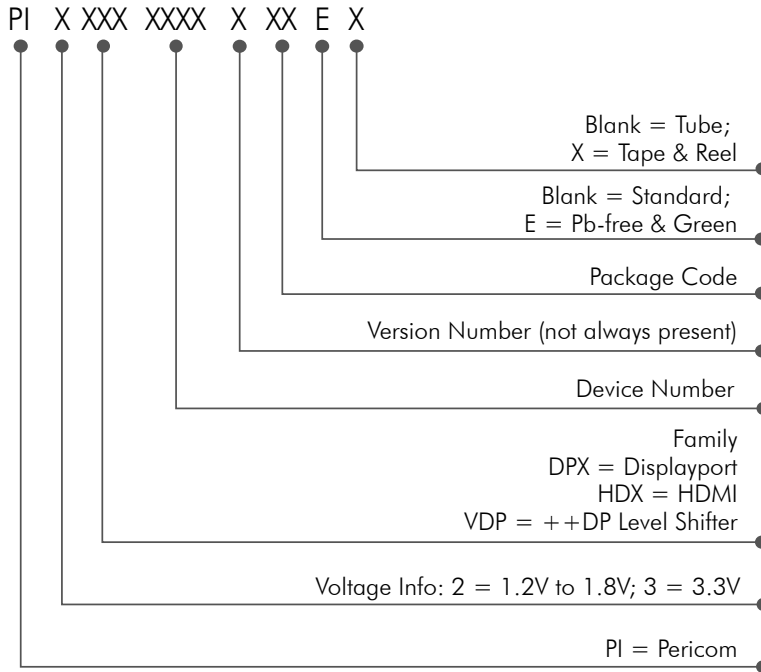 PI X XXX XXXX X XX E X
Blank = Tube;
X = Tape & Reel
Blank = Standard;
E = Pb-free & Green
Package Code
Version Number (not always present)
Device Number
Family
DPX = Displayport
HDX = HDMI
VDP = ++DP Level Shifter
Voltage Info: 2 = 1.2V to 1.8V; 3 = 3.3V
PI = Pericom